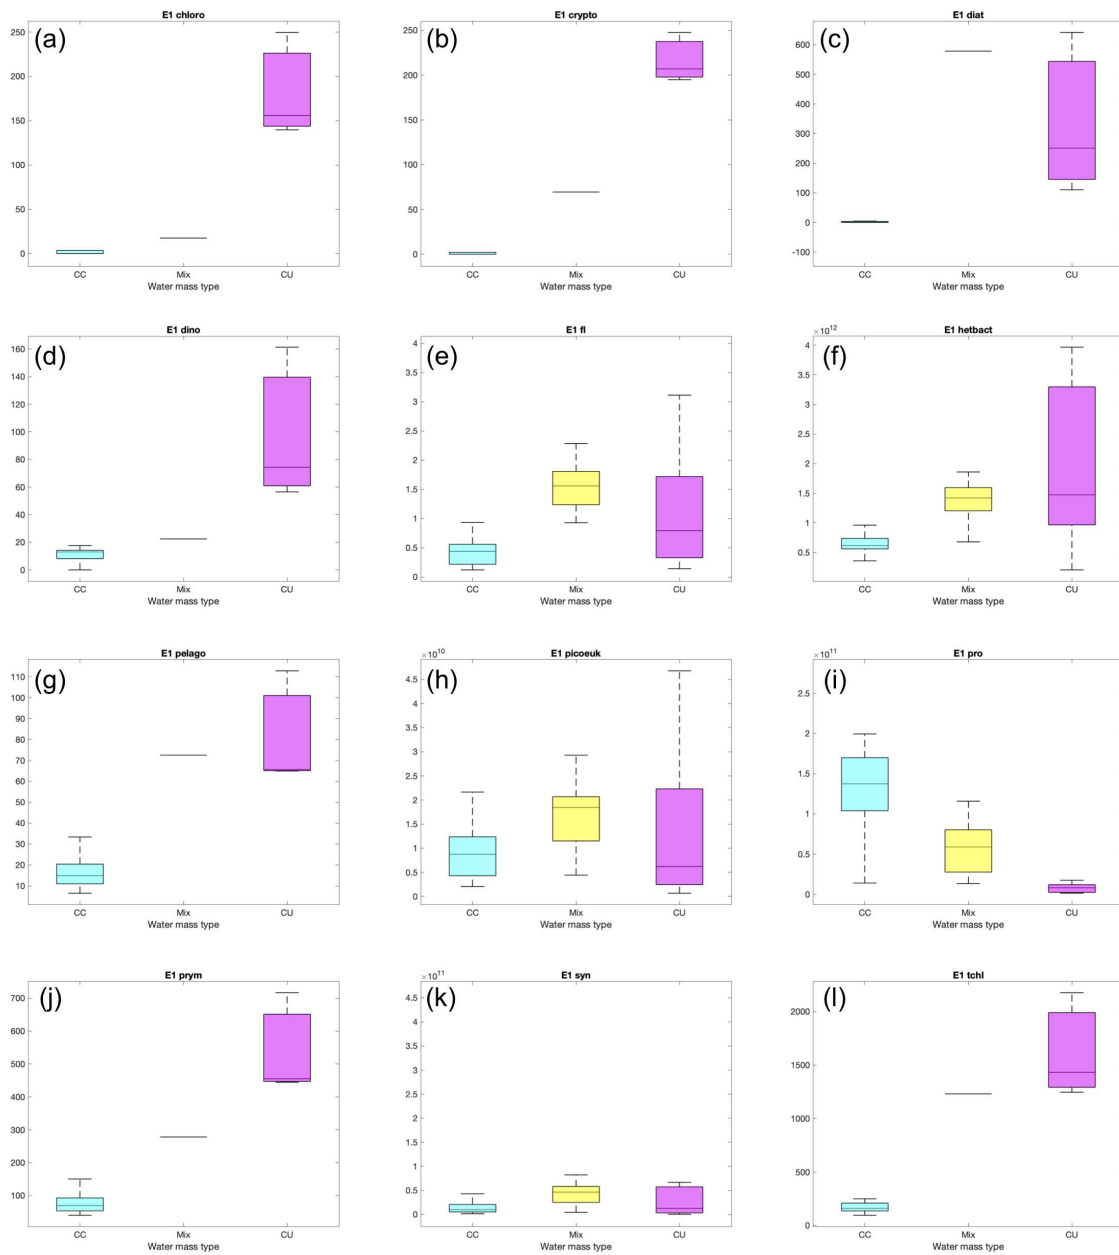 E1 chloro
(a)
250
200
150
100
50
0
CC Mix CU
Water mass type
E1 crypto
(b)
250
200
150
100
50
0
CC Mix CU
Water mass type
E1 diat
(c)
600
500
400
300
200
100
0
-100
CC Mix CU
Water mass type
E1 dino
(d)
160
140
120
100
80
60
40
20
0
CC Mix CU
Water mass type
E1 fl
(e)
4
3.5
3
2.5
2
1.5
1
0.5
0
CC Mix CU
Water mass type
×10^12
E1 hetbact
(f)
4
3.5
3
2.5
2
1.5
1
0.5
CC Mix CU
Water mass type
E1 pelago
(g)
110
100
90
80
70
60
50
40
30
20
10
CC Mix CU
Water mass type
×10^10
E1 picoeuk
(h)
4.5
4
3.5
3
2.5
2
1.5
1
0.5
0
CC Mix CU
Water mass type
×10^11
E1 pro
(i)
2.5
2
1.5
1
0.5
0
CC Mix CU
Water mass type
E1 prym
(j)
700
600
500
400
300
200
100
CC Mix CU
Water mass type
×10^11
E1 syn
(k)
4.5
4
3.5
3
2.5
2
1.5
1
0.5
0
CC Mix CU
Water mass type
E1 tchl
(l)
2000
1500
1000
500
0
CC Mix CU
Water mass type